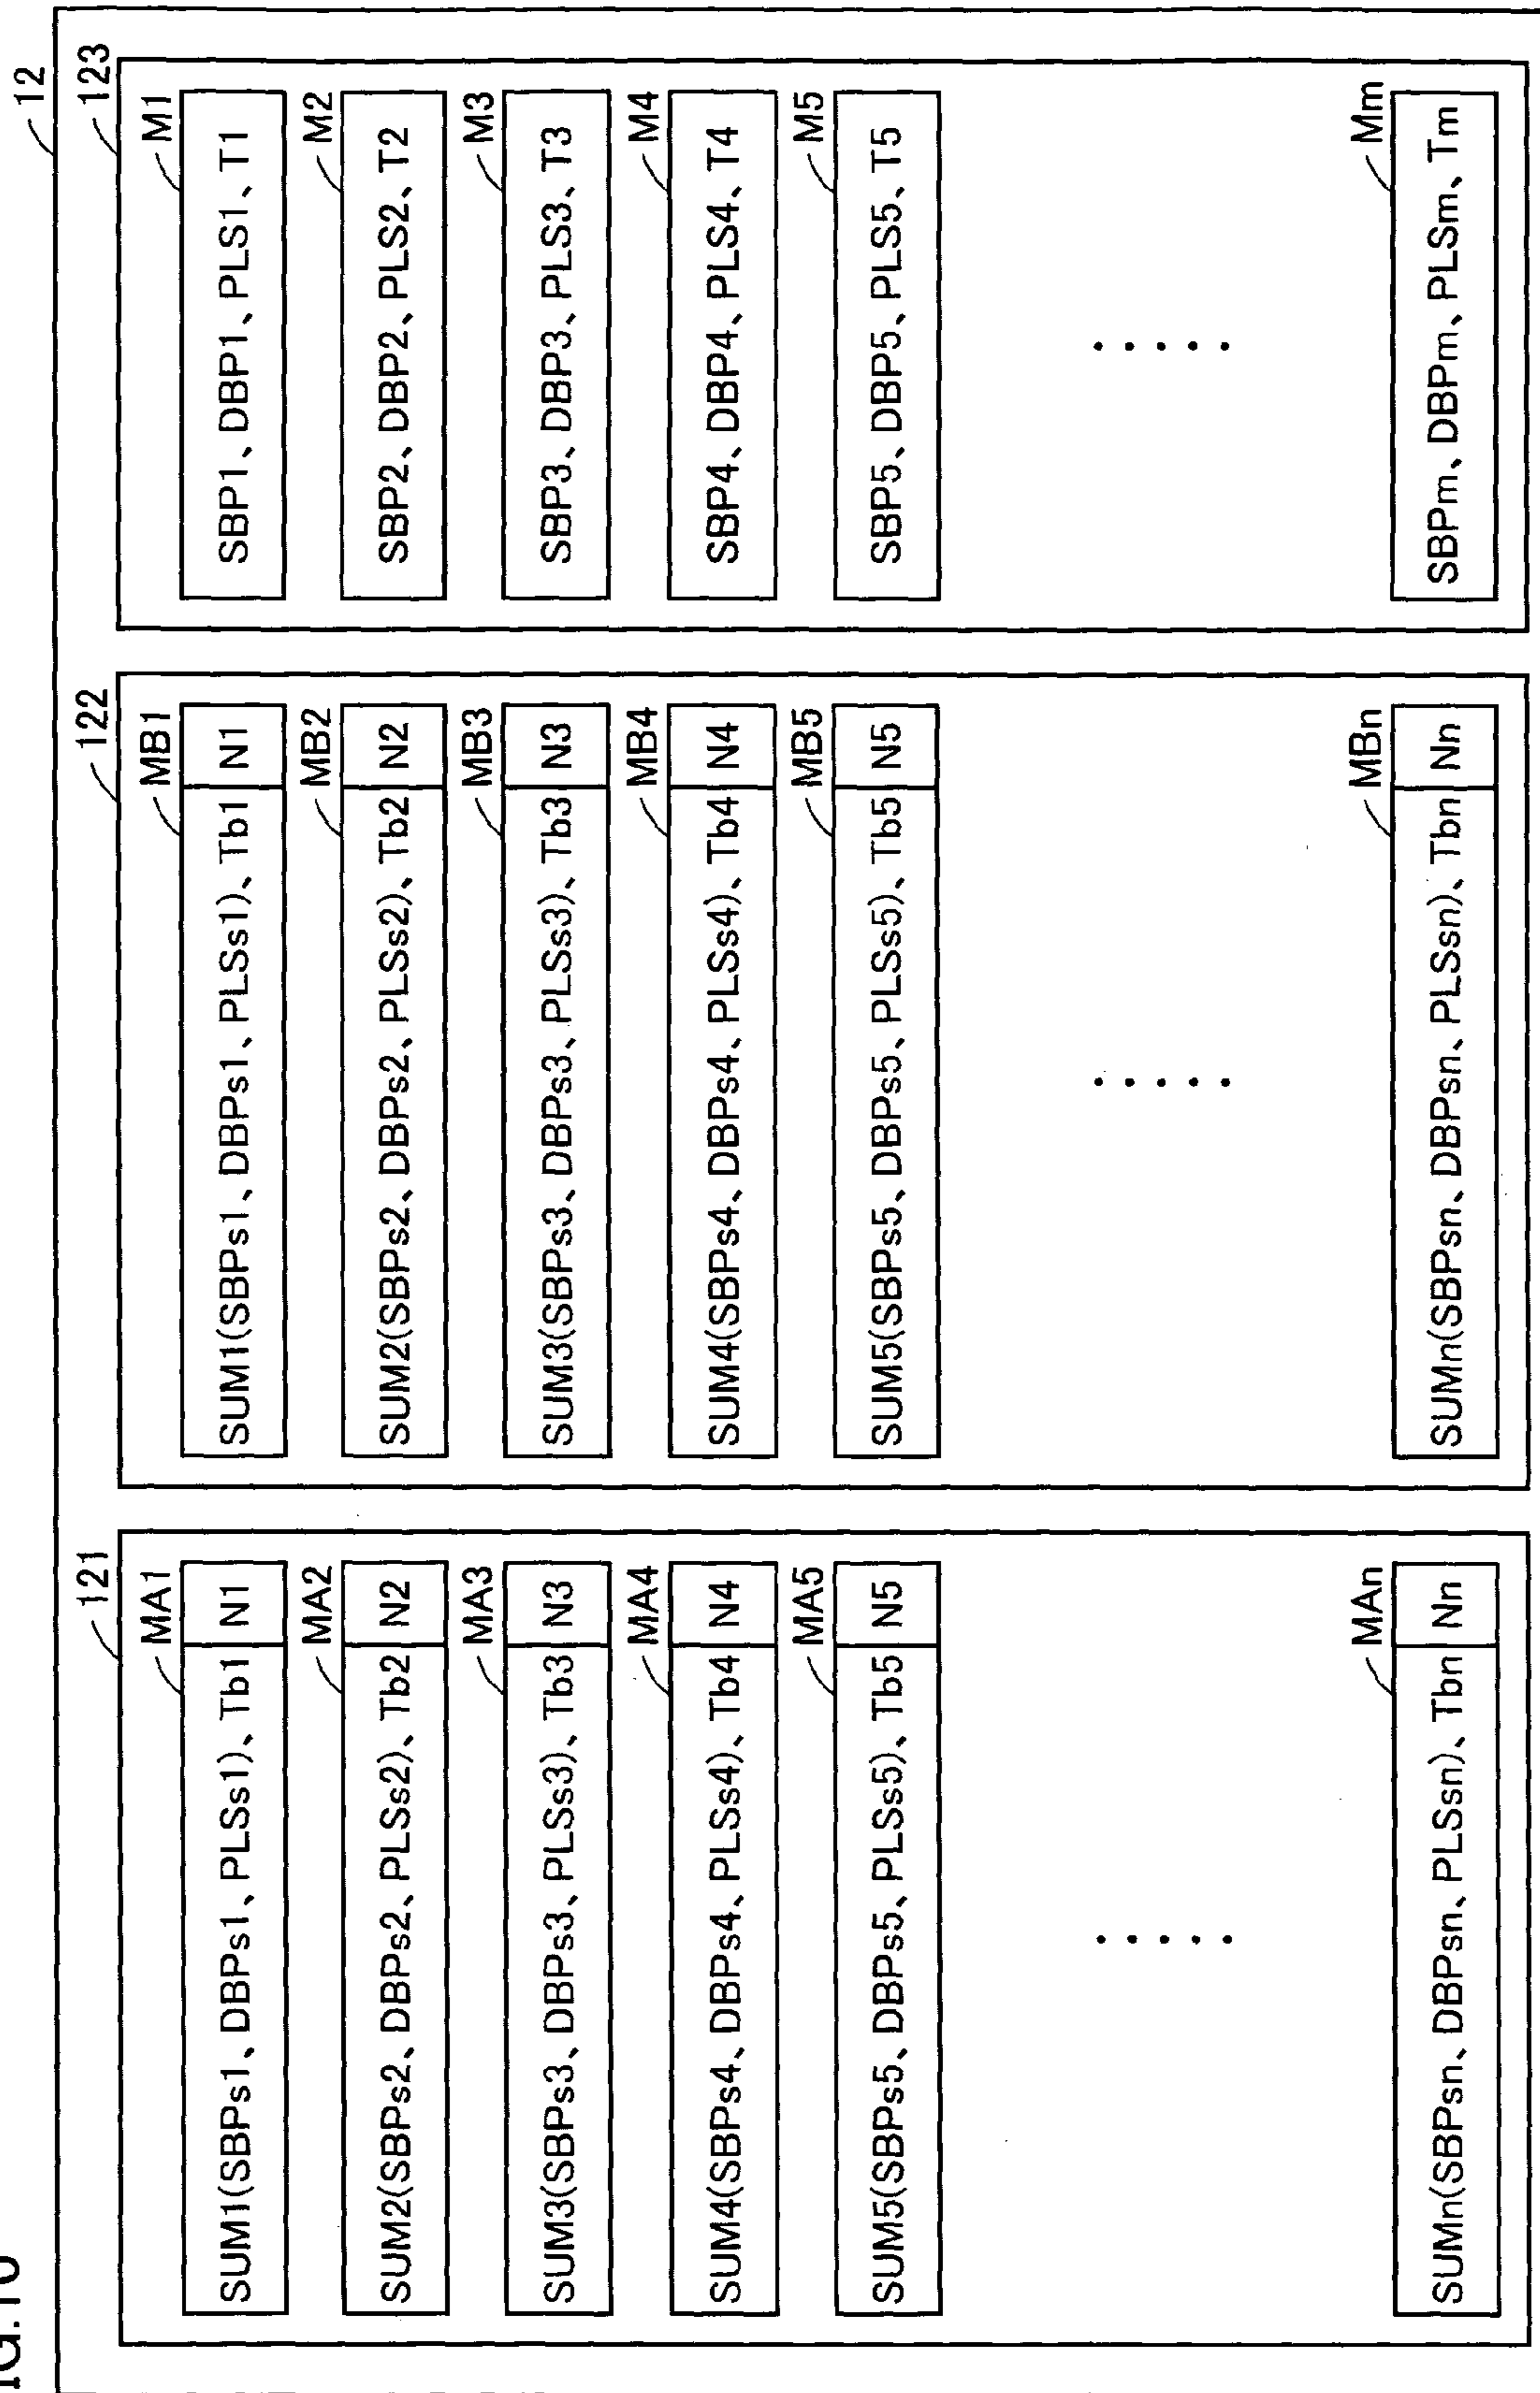 12
121
MA1
SUM1(SBPs1、DBPs1、PLSs1)、Tb1 N1
MA2
SUM2(SBPs2、DBPs2、PLSs2)、Tb2 N2
MA3
SUM3(SBPs3、DBPs3、PLSs3)、Tb3 N3
MA4
SUM4(SBPs4、DBPs4、PLSs4)、Tb4 N4
MA5
SUM5(SBPs5、DBPs5、PLSs5)、Tb5 N5
.....
MAn
SUMn(SBPsn、DBPsn、PLSsn)、Tbn Nn
122
MB1
SUM1(SBPs1、DBPs1、PLSs1)、Tb1 N1
MB2
SUM2(SBPs2、DBPs2、PLSs2)、Tb2 N2
MB3
SUM3(SBPs3、DBPs3、PLSs3)、Tb3 N3
MB4
SUM4(SBPs4、DBPs4、PLSs4)、Tb4 N4
MB5
SUM5(SBPs5、DBPs5、PLSs5)、Tb5 N5
.....
MBn
SUMn(SBPsn、DBPsn、PLSsn)、Tbn Nn
123
M1
SBP1、DBP1、PLS1、T1
M2
SBP2、DBP2、PLS2、T2
M3
SBP3、DBP3、PLS3、T3
M4
SBP4、DBP4、PLS4、T4
M5
SBP5、DBP5、PLS5、T5
.....
Mm
SBPm、DBPm、PLSm、Tm